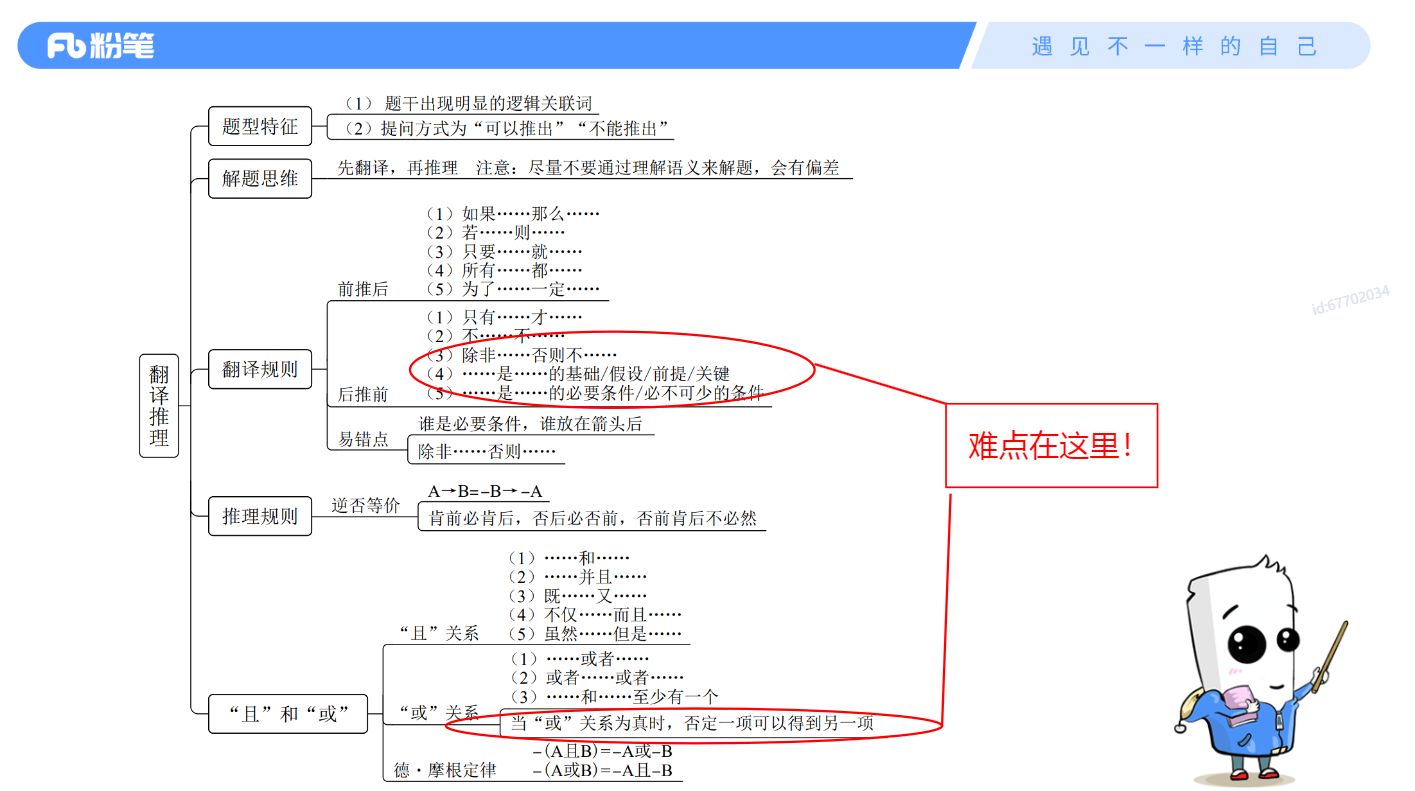 粉笔
遇见不一样的自己
翻译推理
题型特征
（1） 题干出现明显的逻辑关联词
（2）提问方式为“可以推出”“不能推出”
解题思维
先翻译，再推理 注意：尽量不要通过理解语义来解题，会有偏差
翻译规则
前推后
（1）如果……那么……
（2）若……则……
（3）只要……就……
（4）所有……都……
（5）为了……一定……
后推前
（1）只有……才……
（2）不……不……
（3）除非……否则不……
（4）……是……的基础/假设/前提/关键
（5）……是……的必要条件/必不可少的条件
易错点
谁是必要条件，谁放在箭头后
除非……否则……
难点在这里！
推理规则
逆否等价
A→B=-B→-A
肯前必肯后，否后必否前，否前肯后不必然
“且”和“或”
“且”关系
（1）……和……
（2）……并且……
（3）既……又……
（4）不仅……而且……
（5）虽然……但是……
“或”关系
（1）……或者……
（2）或者……或者……
（3）……和……至少有一个
当“或”关系为真时，否定一项可以得到另一项
德·摩根定律
-(A且B)=-A或-B
-(A或B)=-A且-B
id:67702034